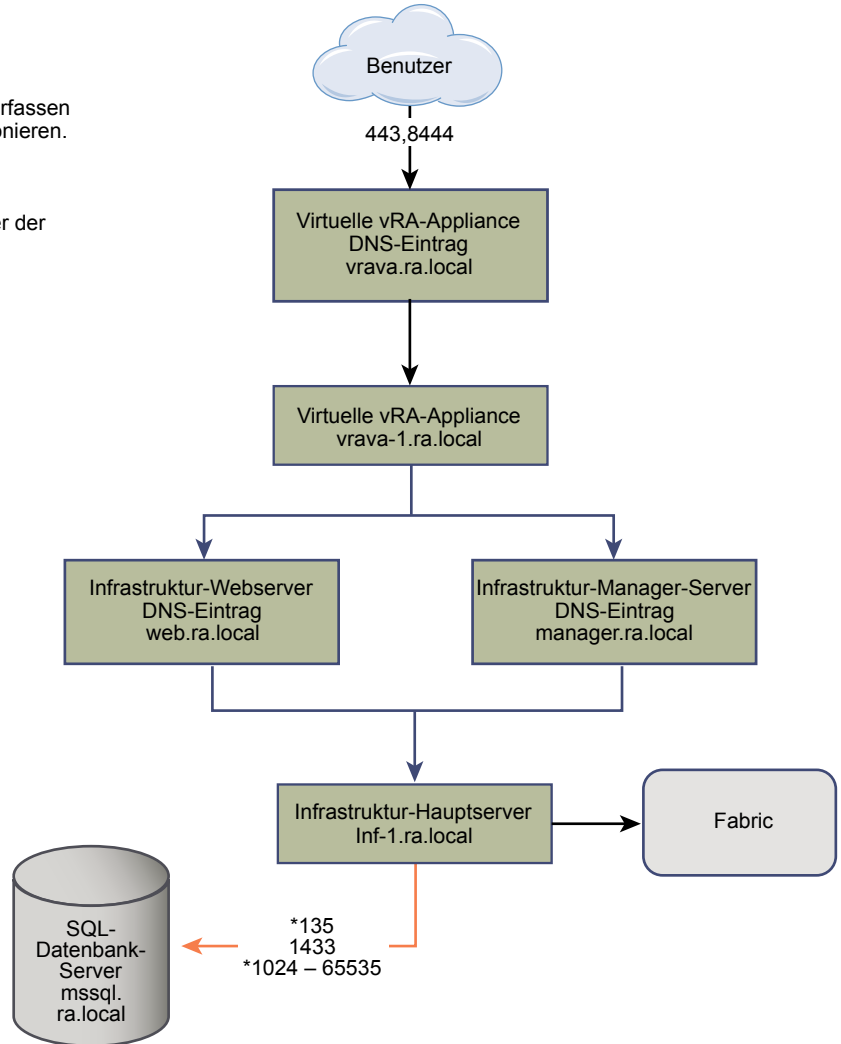 Benutzer
rfassen
nieren.
443,8444
r der
Virtuelle vRA-Appliance
DNS-Eintrag
vrava.ra.local
Virtuelle vRA-Appliance
vrava-1.ra.local
Infrastruktur-Webserver
DNS-Eintrag
web.ra.local
Infrastruktur-Manager-Server
DNS-Eintrag
manager.ra.local
Infrastruktur-Hauptserver
Inf-1.ra.local
Fabric
*135
1433
*1024 – 65535
SQL-
Datenbank-
Server
mssql.
ra.local